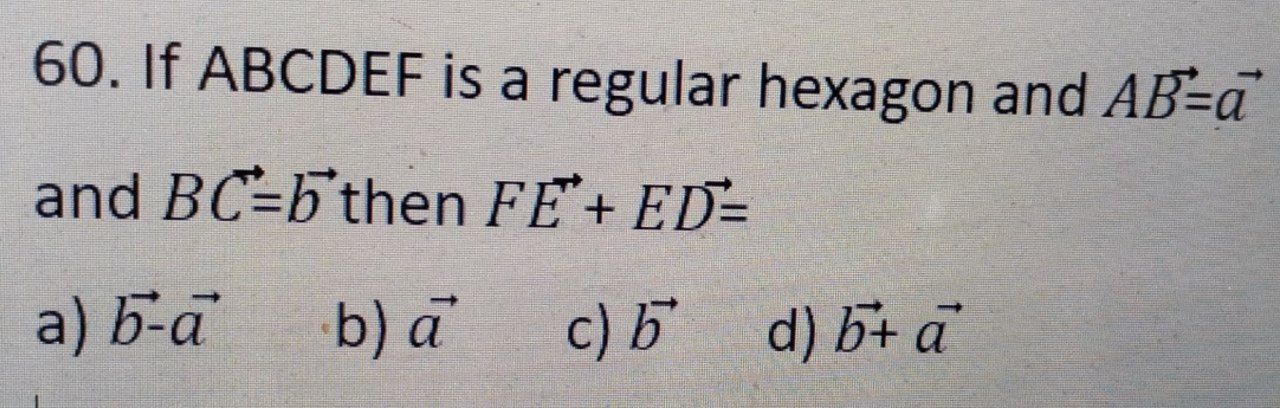 60. If ABCDEF is a regular hexagon and AB⃗=a⃗
and BC⃗=b⃗ then FE⃗+ ED⃗=
a) b⃗-a⃗ b) a⃗ c) b⃗ d) b⃗+ a⃗